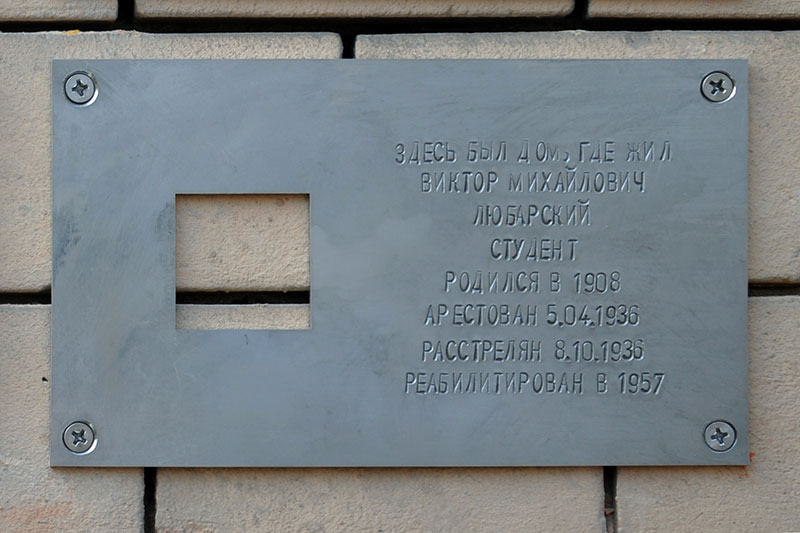 ЗДЕСЬ БЫЛ ДОМ, ГДЕ ЖИЛ
ВИКТОР МИХАЙЛОВИЧ
ЛЮБАРСКИЙ
СТУДЕНТ
РОДИЛСЯ В 1908
АРЕСТОВАН 5.04.1936
РАССТРЕЛЯН 8.10.1936
РЕАБИЛИТИРОВАН В 1957